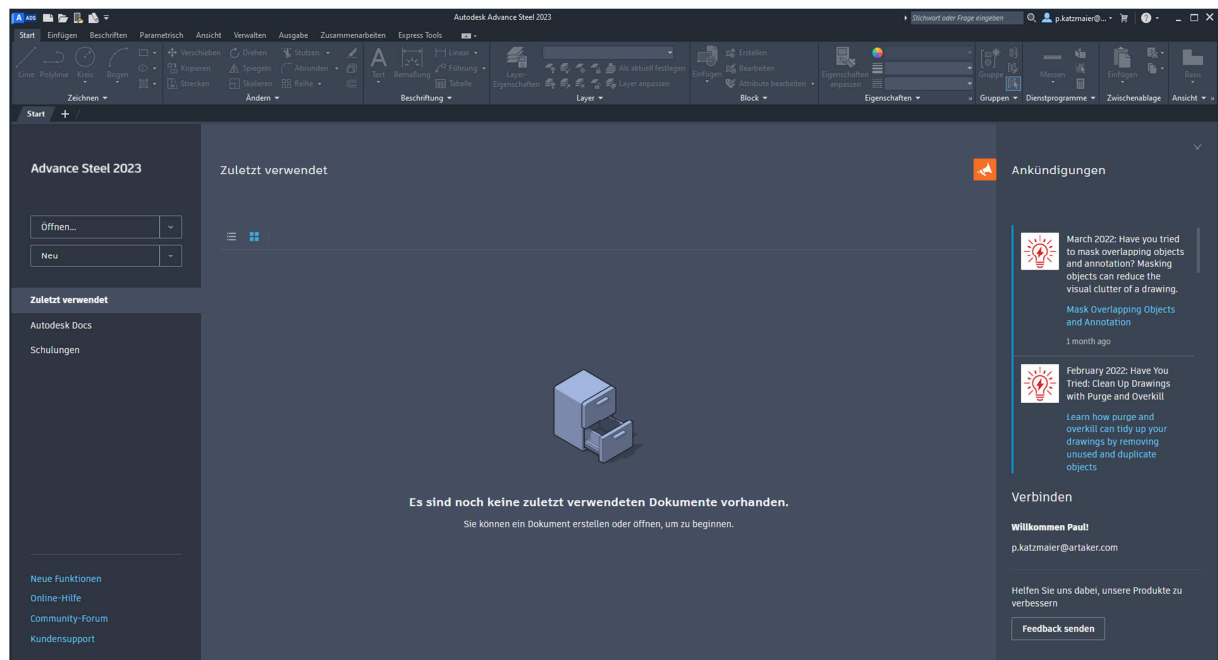 A ADS
Autodesk Advance Steel 2023
Stichwort oder Frage eingeben
p.katzmaier@...
Start Einfügen Beschriften Parametrisch Ansicht Verwalten Ausgabe Zusammenarbeiten Express Tools
Linie Polylinie Kreis Bogen
Verschieben Drehen Stutzen
Kopieren Spiegeln Abrunden
Strecken Skalieren Reihe
Text Bemaßung
Linear
Führung
Tabelle
Layer-
Eigenschaften
Als aktuell festlegen
Layer anpassen
Einfügen
Erstellen
Bearbeiten
Attribute bearbeiten
Eigenschaften
anpassen
Gruppe
Messen
Einfügen
Basis
Zeichnen Ändern Beschriftung Layer Block Eigenschaften Gruppen Dienstprogramme Zwischenablage Ansicht
Start +
Advance Steel 2023
Öffnen...
Neu
Zuletzt verwendet
Autodesk Docs
Schulungen
Neue Funktionen
Online-Hilfe
Community-Forum
Kundensupport
Zuletzt verwendet
Es sind noch keine zuletzt verwendeten Dokumente vorhanden.
Sie können ein Dokument erstellen oder öffnen, um zu beginnen.
Ankündigungen
March 2022: Have you tried
to mask overlapping objects
and annotation? Masking
objects can reduce the
visual clutter of a drawing.
Mask Overlapping Objects
and Annotation
1 month ago
February 2022: Have You
Tried: Clean Up Drawings
with Purge and Overkill
Learn how purge and
overkill can tidy up your
drawings by removing
unused and duplicate
objects
Verbinden
Willkommen Paul!
p.katzmaier@artaker.com
Helfen Sie uns dabei, unsere Produkte zu
verbessern
Feedback senden